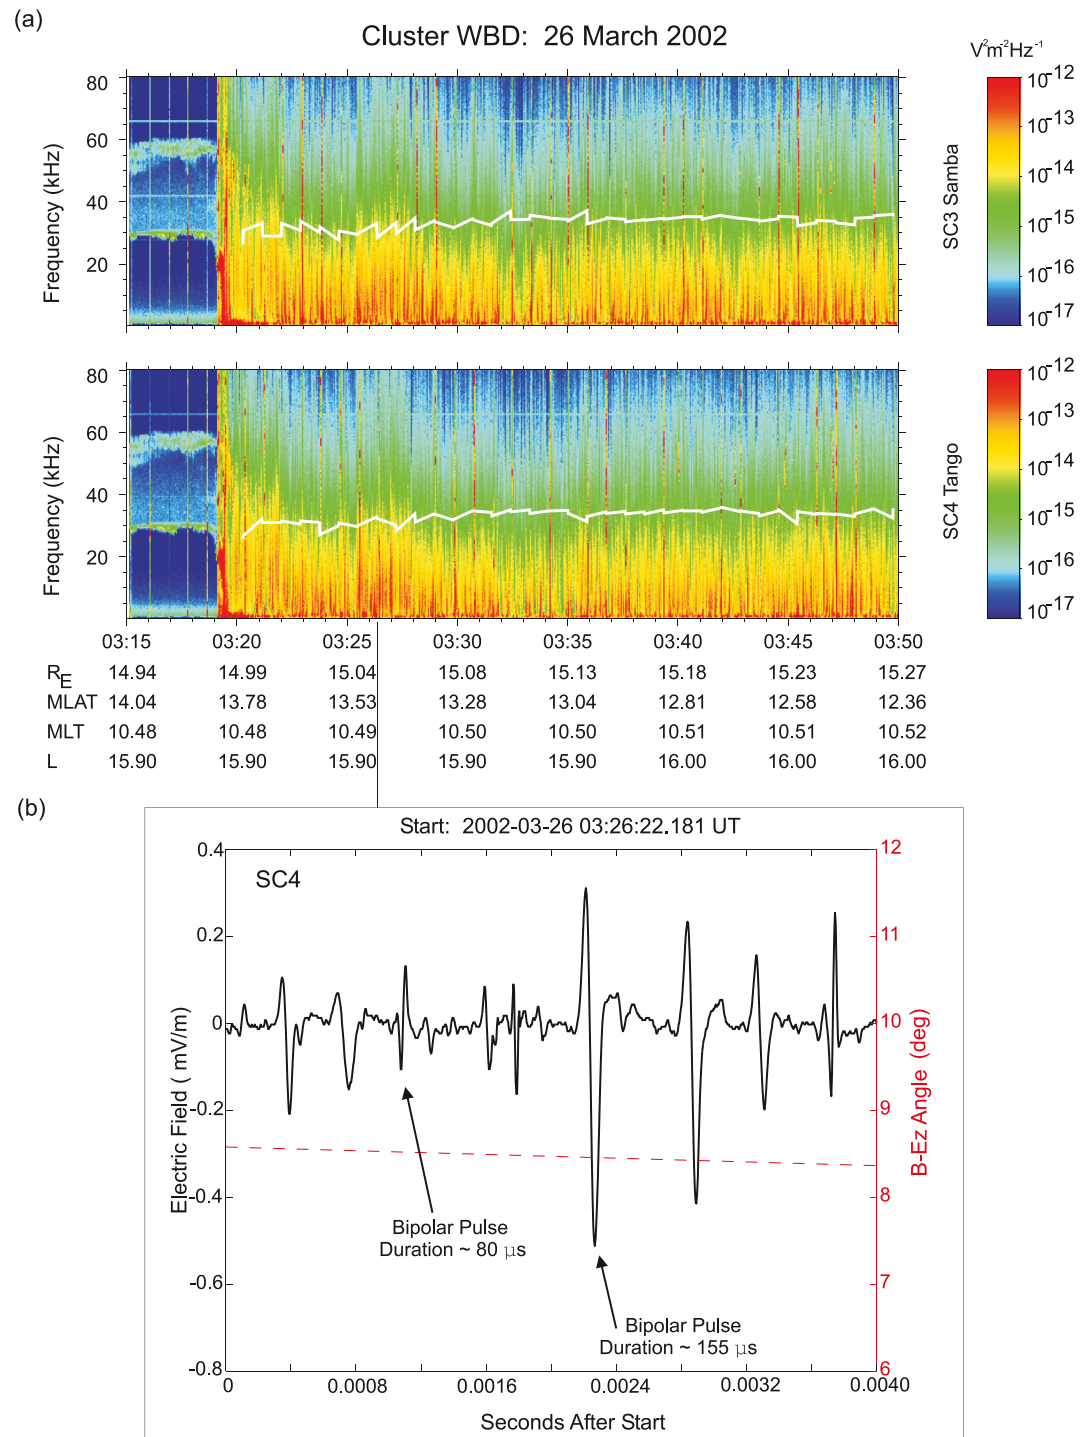 (a)
Cluster WBD: 26 March 2002
V²m⁻²Hz⁻¹
80
60
40
20
Frequency (kHz)
10⁻¹²
10⁻¹³
10⁻¹⁴
10⁻¹⁵
10⁻¹⁶
10⁻¹⁷
SC3 Samba
80
60
40
20
Frequency (kHz)
10⁻¹²
10⁻¹³
10⁻¹⁴
10⁻¹⁵
10⁻¹⁶
10⁻¹⁷
SC4 Tango
03:15 03:20 03:25 03:30 03:35 03:40 03:45 03:50
R_E 14.94 14.99 15.04 15.08 15.13 15.18 15.23 15.27
MLAT 14.04 13.78 13.53 13.28 13.04 12.81 12.58 12.36
MLT 10.48 10.48 10.49 10.50 10.50 10.51 10.51 10.52
L 15.90 15.90 15.90 15.90 15.90 16.00 16.00 16.00
(b)
Start: 2002-03-26 03:26:22.181 UT
SC4
0.4
0.2
0
-0.2
-0.4
-0.6
-0.8
Electric Field ( mV/m)
12
11
10
9
8
7
6
B-Ez Angle (deg)
Bipolar Pulse
Duration ~ 80 μs
Bipolar Pulse
Duration ~ 155 μs
0 0.0008 0.0016 0.0024 0.0032 0.0040
Seconds After Start